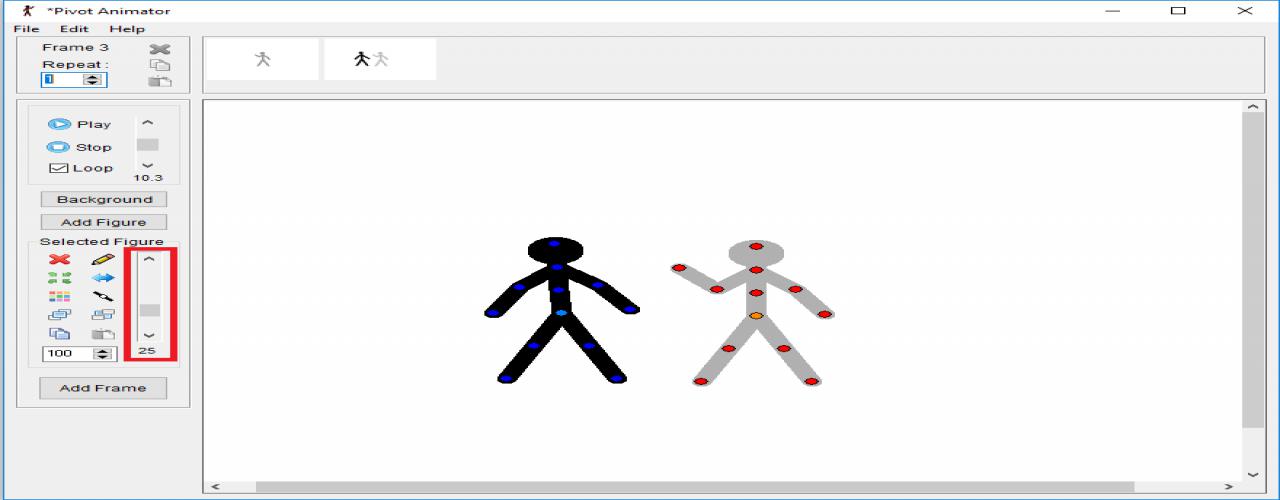 *Pivot Animator
File Edit Help
Frame 3
Repeat :
1
Play
Stop
Loop
10.3
Background
Add Figure
Selected Figure
100
25
Add Frame